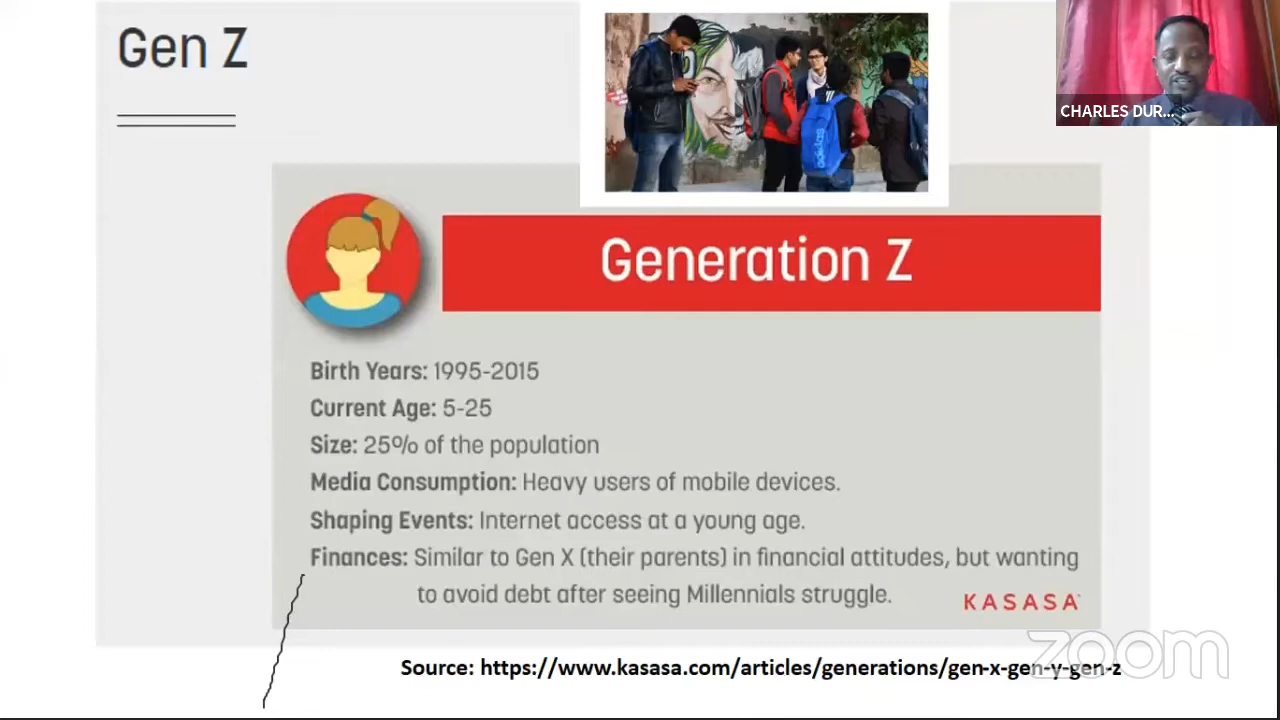 Gen Z
CHARLES DUR...
adidas
Generation Z
Birth Years: 1995-2015
Current Age: 5-25
Size: 25% of the population
Media Consumption: Heavy users of mobile devices.
Shaping Events: Internet access at a young age.
Finances: Similar to Gen X (their parents) in financial attitudes, but wanting
to avoid debt after seeing Millennials struggle.
KASASA
Source: https://www.kasasa.com/articles/generations/gen-x-gen-y-gen-z
zoom